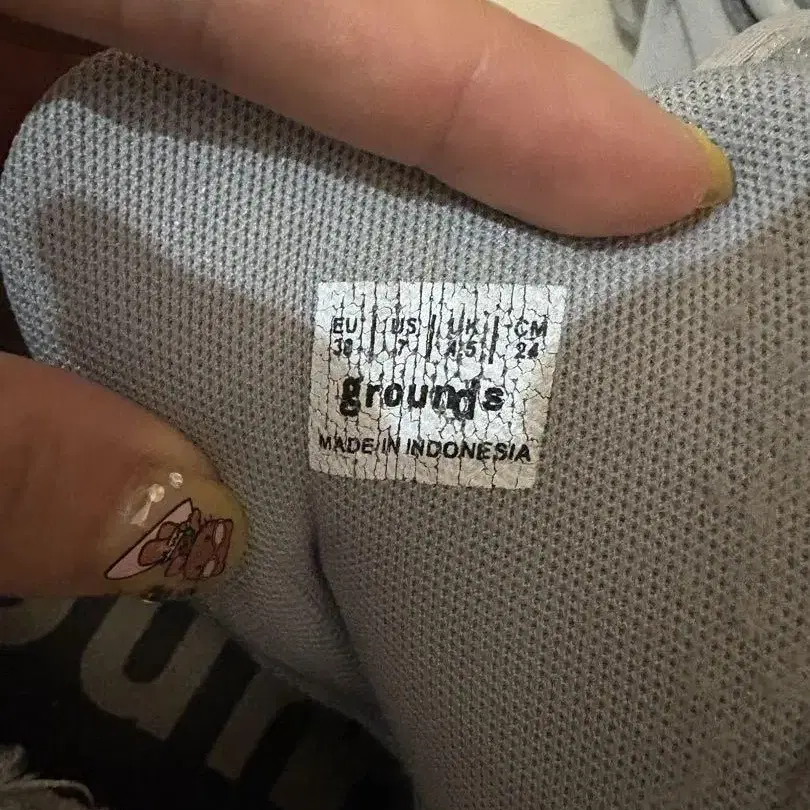 EU | US | UK | CM
38 7 4.5 24
grounds
MADE IN INDONESIA